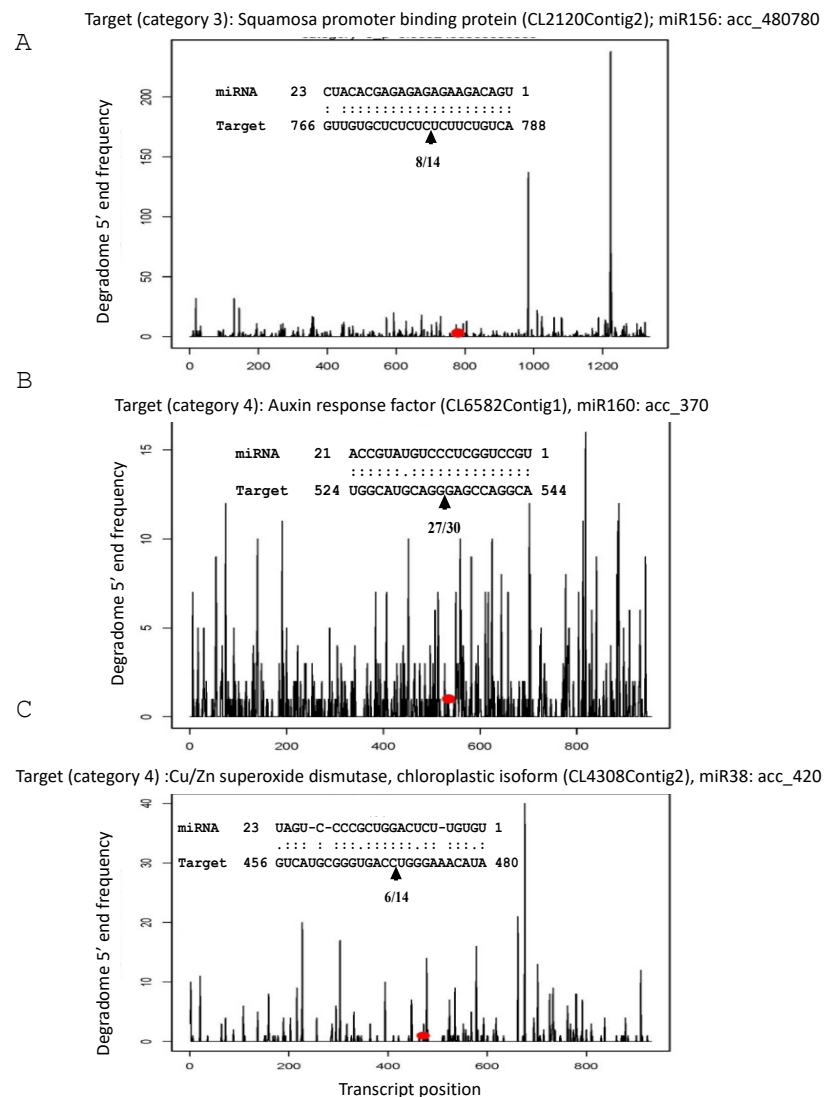 Target (category 3): Squamosa promoter binding protein (CL2120Contig2); miR156: acc_480780
A
miRNA 23 CUACACGAGAGAGAGAAGACAGU 1
: :::::::::::::::::::::
Target 766 GUUGUGCUCUCUCUCUUCUGUCA 788
8/14
Degradome 5’ end frequency
200
150
100
50
0
0 200 400 600 800 1000 1200
B
Target (category 4): Auxin response factor (CL6582Contig1), miR160: acc_370
miRNA 21 ACCGUAUGUCCCUCGGUCCGU 1
::::::.::::::::::::::
Target 524 UGGCAUGCAGGGAGCCAGGCA 544
27/30
Degradome 5’ end frequency
15
10
5
0
0 200 400 600 800
C
Target (category 4) :Cu/Zn superoxide dismutase, chloroplastic isoform (CL4308Contig2), miR38: acc_420
miRNA 23 UAGU-C-CCCGCUGGACUCU-UGUGU 1
.::: : :::.::::::.:: :::.:
Target 456 GUCAUGCGGGUGACCUGGGAAACAUA 480
6/14
Degradome 5’ end frequency
40
30
20
10
0
0 200 400 600 800
Transcript position